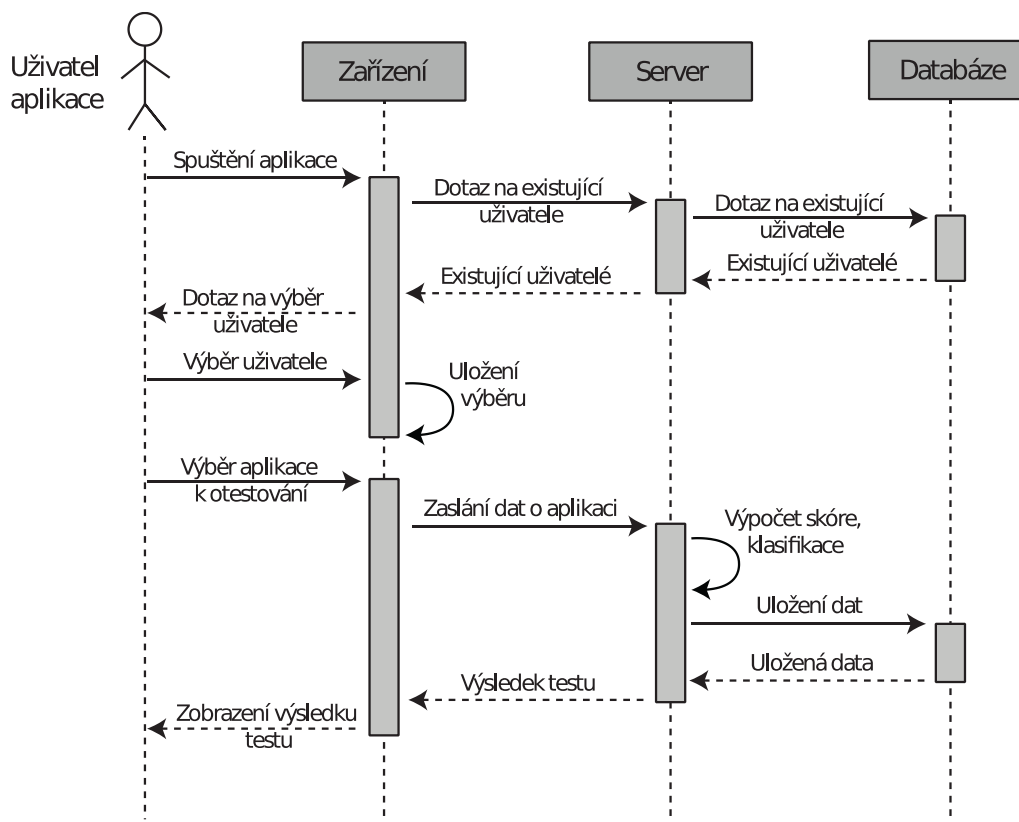 Uživatel
aplikace
Zařízení
Server
Databáze
Spuštění aplikace
Dotaz na existující
uživatele
Dotaz na existující
uživatele
Existující uživatelé
Existující uživatelé
Dotaz na výběr
uživatele
Výběr uživatele
Uložení
výběru
Výběr aplikace
k otestování
Zaslání dat o aplikaci
Výpočet skóre,
klasifikace
Uložení dat
Uložená data
Výsledek testu
Zobrazení výsledku
testu